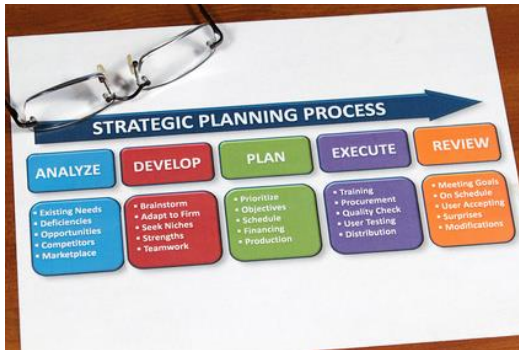 STRATEGIC PLANNING PROCESS
ANALYZE
DEVELOP
PLAN
EXECUTE
REVIEW
• Existing Needs
• Deficiencies
• Opportunities
• Competitors
• Marketplace
• Brainstorm
• Adapt to Firm
• Seek Niches
• Strengths
• Teamwork
• Prioritize
• Objectives
• Schedule
• Financing
• Production
• Training
• Procurement
• Quality Check
• User Testing
• Distribution
• Meeting Goals
• On Schedule
• User Accepting
• Surprises
• Modifications